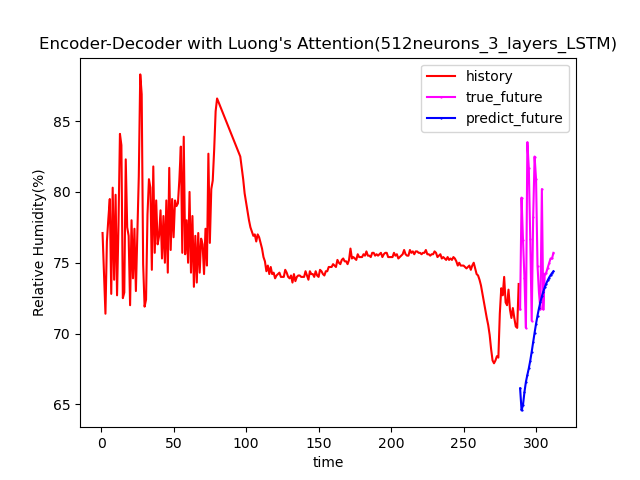 Encoder-Decoder with Luong's Attention(512neurons_3_layers_LSTM)
history
true_future
predict_future
Relative Humidity(%)
85
80
75
70
65
0 50 100 150 200 250 300
time